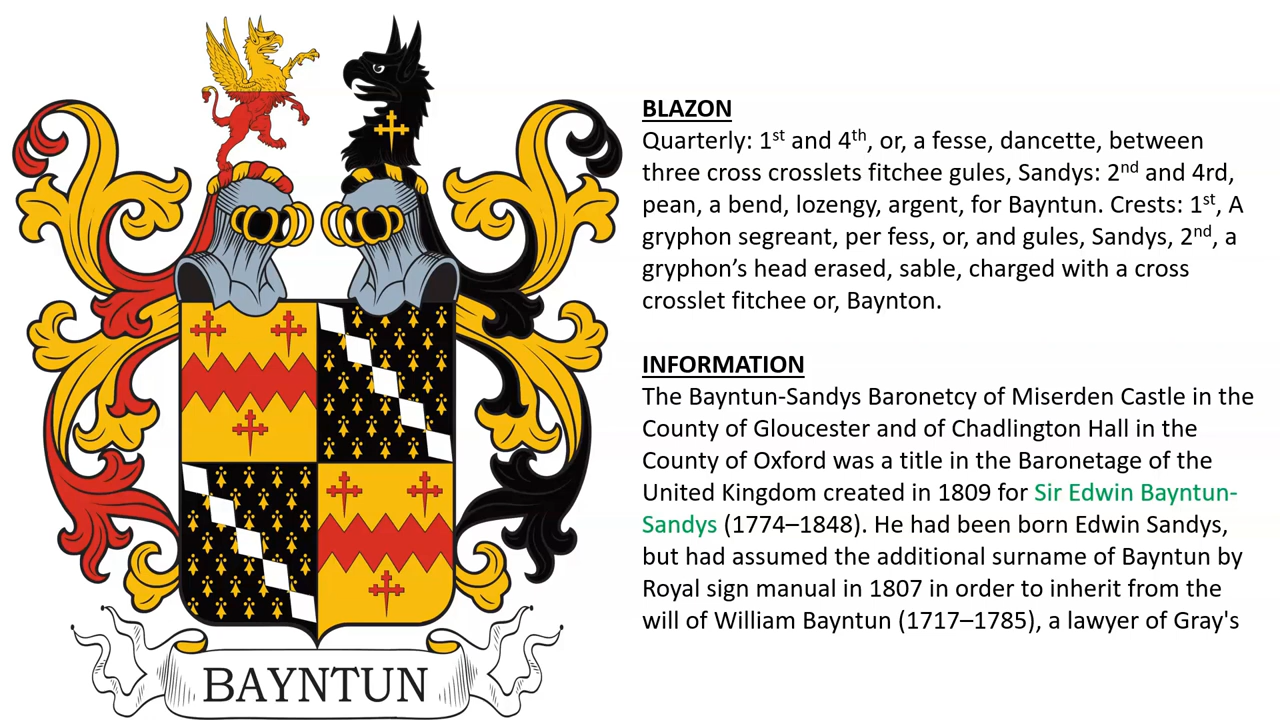 BLAZON
Quarterly: 1st and 4th, or, a fesse, dancette, between
three cross crosslets fitchee gules, Sandys: 2nd and 4rd,
pean, a bend, lozengy, argent, for Bayntun. Crests: 1st, A
gryphon segreant, per fess, or, and gules, Sandys, 2nd, a
gryphon’s head erased, sable, charged with a cross
crosslet fitchee or, Baynton.
INFORMATION
The Bayntun-Sandys Baronetcy of Miserden Castle in the
County of Gloucester and of Chadlington Hall in the
County of Oxford was a title in the Baronetage of the
United Kingdom created in 1809 for Sir Edwin Bayntun-
Sandys (1774–1848). He had been born Edwin Sandys,
but had assumed the additional surname of Bayntun by
Royal sign manual in 1807 in order to inherit from the
will of William Bayntun (1717–1785), a lawyer of Gray's
BAYNTUN